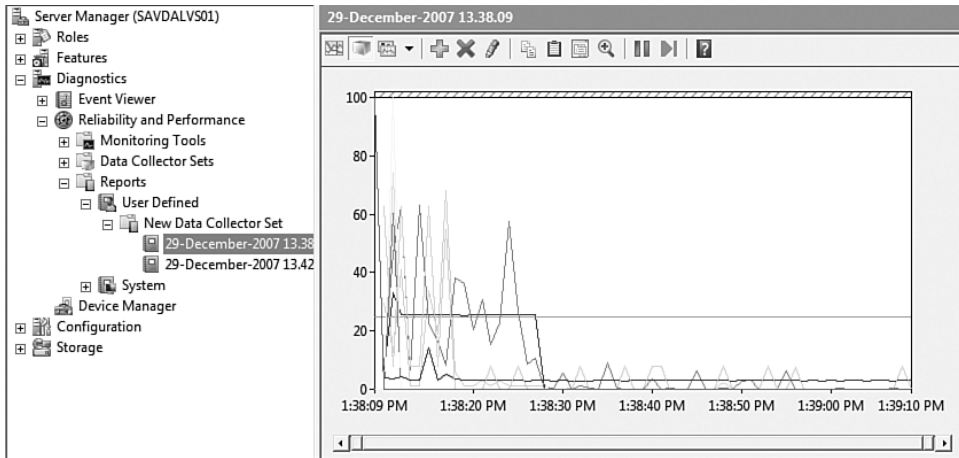 Server Manager (SAVDALVS01)
Roles
Features
Diagnostics
Event Viewer
Reliability and Performance
Monitoring Tools
Data Collector Sets
Reports
User Defined
New Data Collector Set
29-December-2007 13.38
29-December-2007 13.42
System
Device Manager
Configuration
Storage
29-December-2007 13.38.09
?
100
80
60
40
20
0
1:38:09 PM 1:38:20 PM 1:38:30 PM 1:38:40 PM 1:38:50 PM 1:39:00 PM 1:39:10 PM